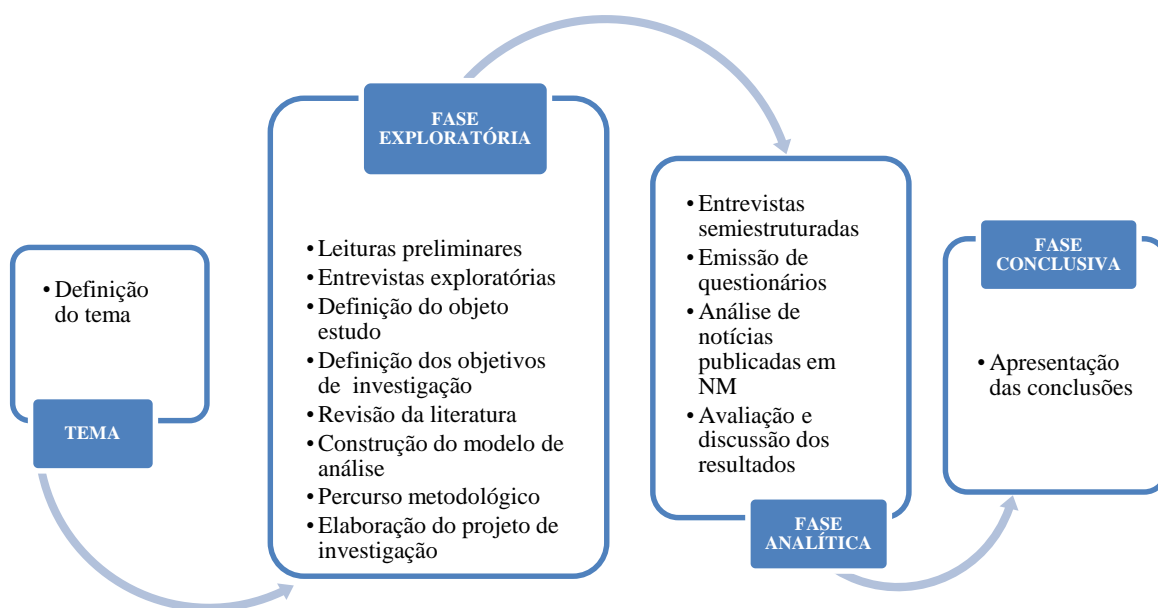 • Definição
do tema
TEMA
FASE
EXPLORATÓRIA
• Leituras preliminares
• Entrevistas exploratórias
• Definição do objeto
estudo
• Definição dos objetivos
de investigação
• Revisão da literatura
• Construção do modelo de
análise
• Percurso metodológico
• Elaboração do projeto de
investigação
• Entrevistas
semiestruturadas
• Emissão de
questionários
• Análise de
notícias
publicadas em
NM
• Avaliação e
discussão dos
resultados
FASE
ANALÍTICA
FASE
CONCLUSIVA
• Apresentação
das conclusões